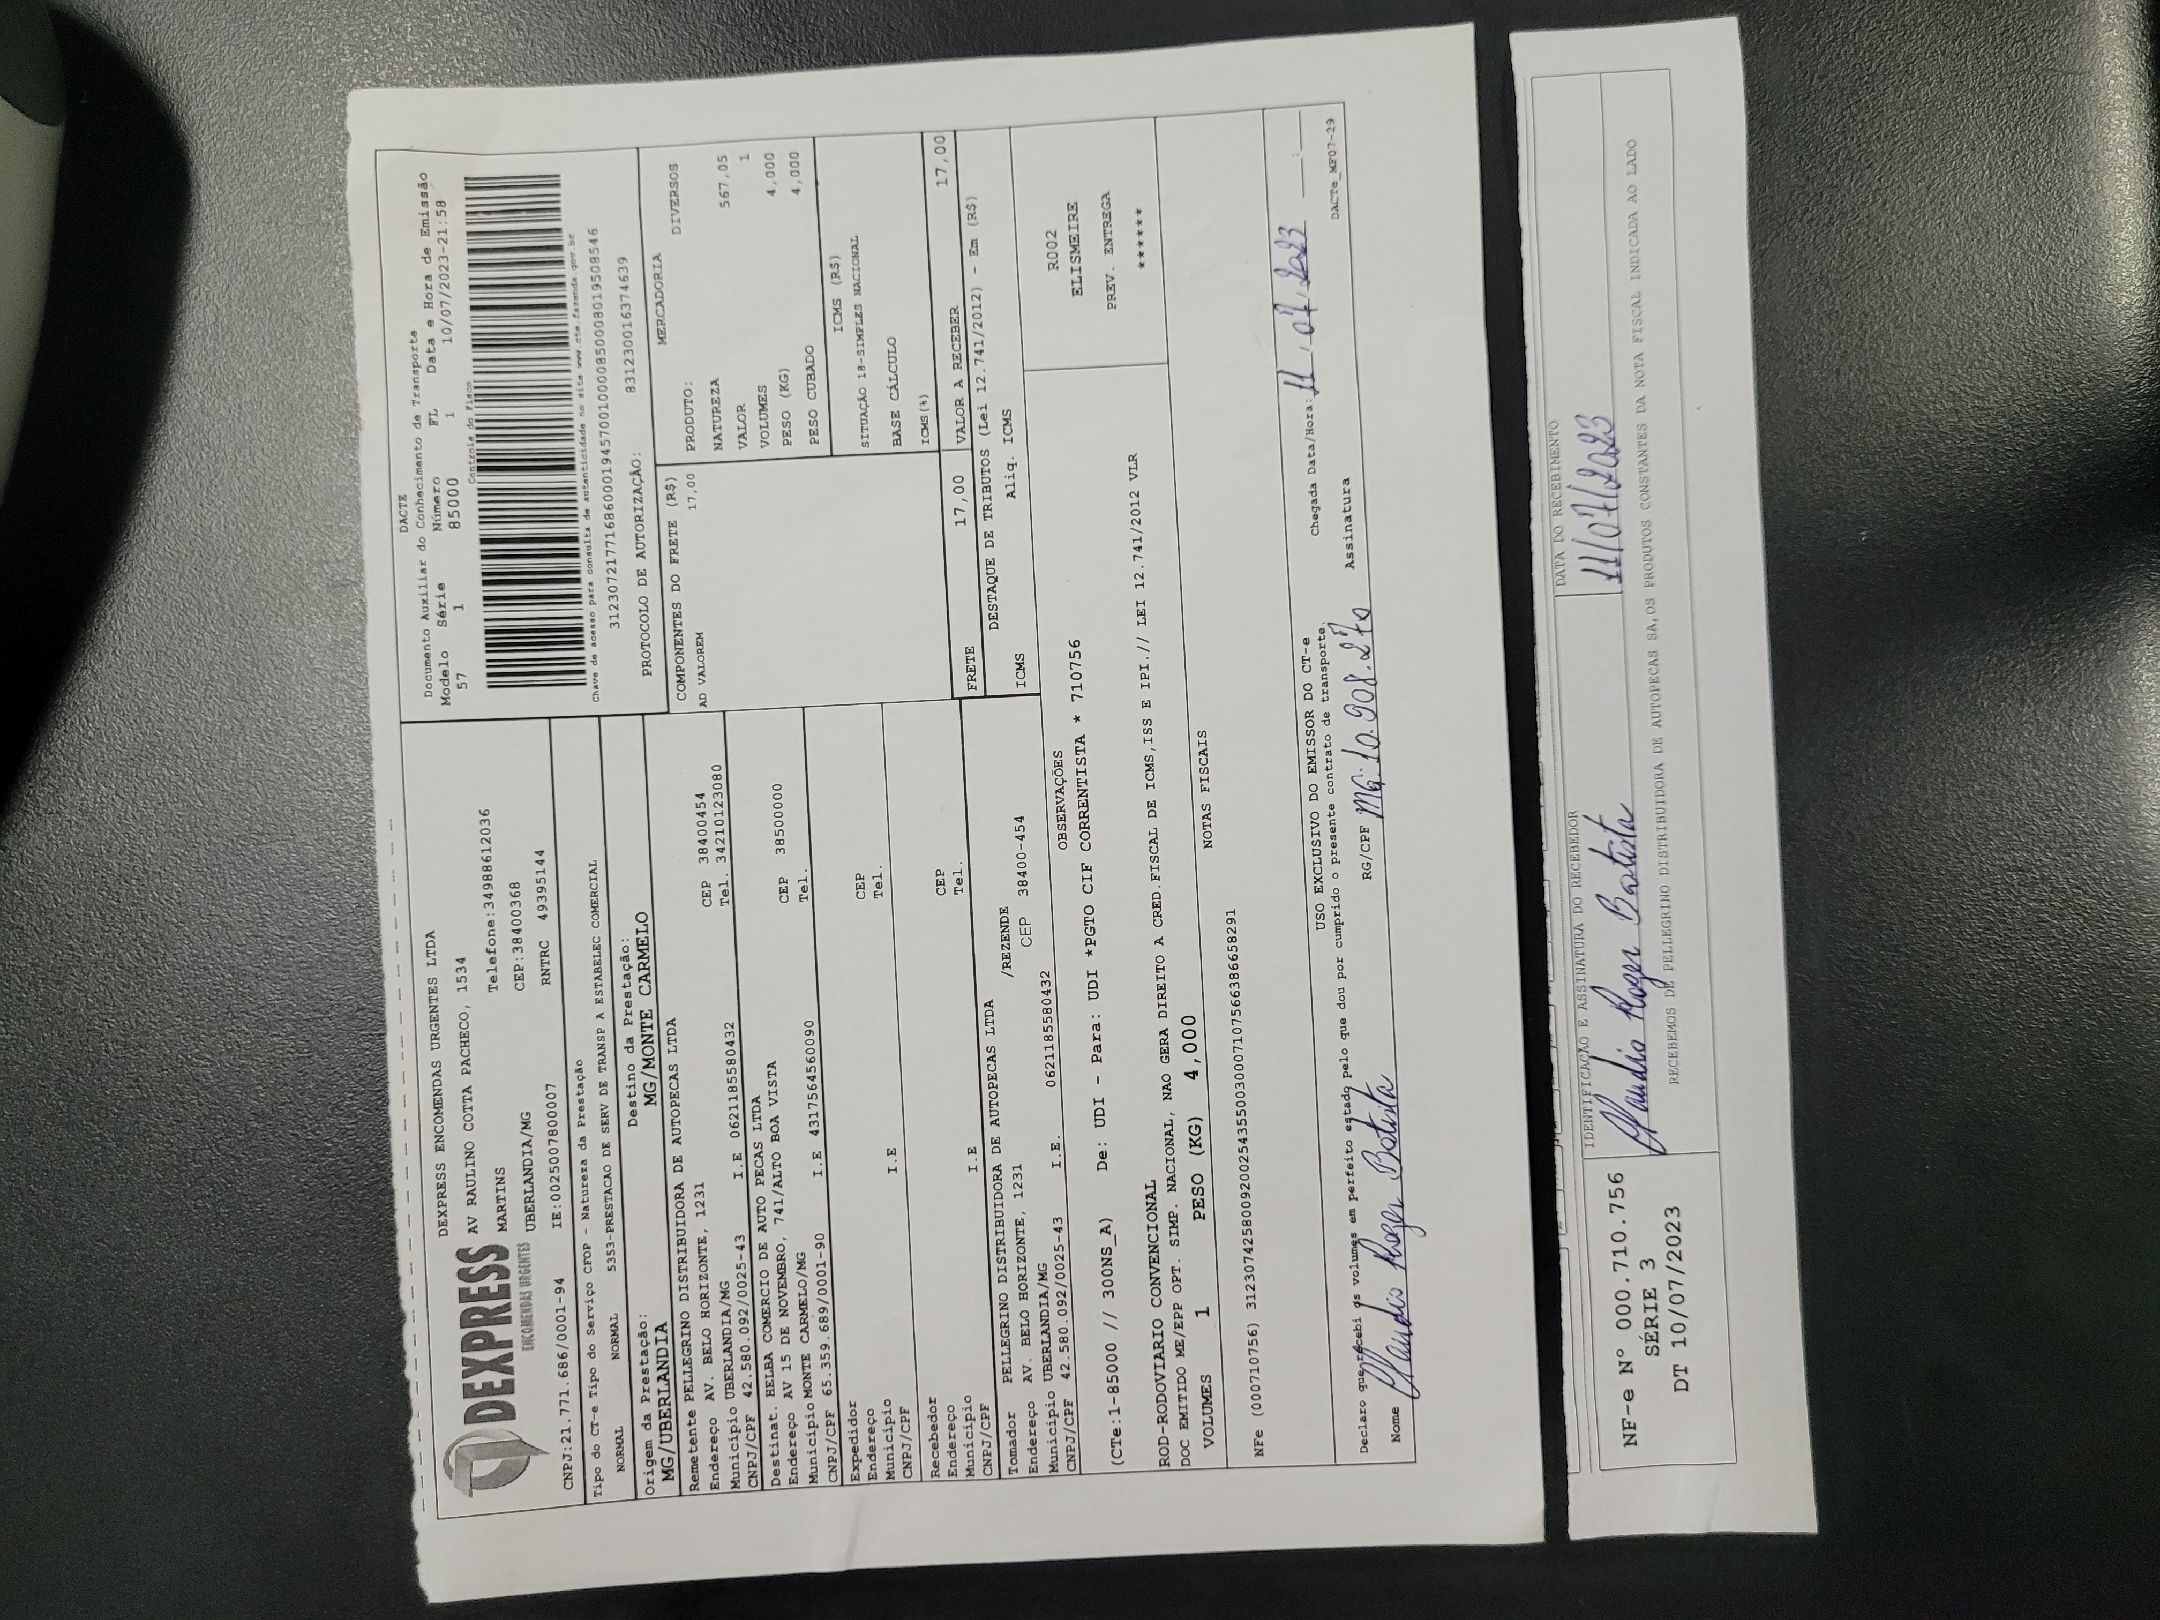 DEXPRESS
ENCOMENDAS URGENTES
DEXPRESS ENCOMENDAS URGENTES LTDA
AV RAULINO COTTA PACHECO, 1534
MARTINS Telefone:34988612036
UBERLANDIA/MG CEP:38400368
CNPJ:21.771.686/0001-94 IE:0025007800007 RNTRC 49395144
DACTE
Documento Auxiliar do Conhecimento de Transporte
Modelo Série Número FL Data e Hora de Emissão
57 1 85000 1 10/07/2023-21:58
Controle do Fisco
Chave de acesso para consulta de autenticidade no site www.cte.fazenda.gov.br
31230721771686000194570010000850008019508546
PROTOCOLO DE AUTORIZAÇÃO: 831230016374639
Tipo do CT-e Tipo do Serviço CFOP - Natureza da Prestação
NORMAL NORMAL 5353-PRESTACAO DE SERV DE TRANSP A ESTABELEC COMERCIAL
Origem da Prestação: Destino da Prestação:
MG/UBERLANDIA MG/MONTE CARMELO
Remetente PELLEGRINO DISTRIBUIDORA DE AUTOPECAS LTDA
Endereço AV. BELO HORIZONTE, 1231 CEP 38400454
Município UBERLANDIA/MG Tel. 34210123080
CNPJ/CPF 42.580.092/0025-43 I.E 0621185580432
Destinat. HELBA COMERCIO DE AUTO PECAS LTDA
Endereço AV 15 DE NOVEMBRO, 741/ALTO BOA VISTA CEP 38500000
Município MONTE CARMELO/MG Tel.
CNPJ/CPF 65.359.689/0001-90 I.E 4317564560090
Expedidor
Endereço CEP
Município Tel.
CNPJ/CPF I.E
Recebedor
Endereço CEP
Município Tel.
CNPJ/CPF I.E
Tomador PELLEGRINO DISTRIBUIDORA DE AUTOPECAS LTDA
Endereço AV. BELO HORIZONTE, 1231 /REZENDE
Município UBERLANDIA/MG CEP 38400-454
CNPJ/CPF 42.580.092/0025-43 I.E. 0621185580432
COMPONENTES DO FRETE (R$)
AD VALOREM 17,00
MERCADORIA
PRODUTO: DIVERSOS
NATUREZA
VALOR 567,05
VOLUMES 1
PESO (KG) 4,000
PESO CUBADO 4,000
ICMS (R$)
SITUAÇÃO 18-SIMPLES NACIONAL
BASE CÁLCULO
ICMS(%)
FRETE 17,00 VALOR A RECEBER 17,00
DESTAQUE DE TRIBUTOS (Lei 12.741/2012) - Em (R$)
ICMS Aliq. ICMS
OBSERVAÇÕES
(CTe:1-85000 // 300NS_A) De: UDI - Para: UDI *PGTO CIF CORRENTISTA * 710756
R002
ELISMEIRE
PREV. ENTREGA
******
ROD-RODOVIARIO CONVENCIONAL
DOC EMITIDO ME/EPP OPT. SIMP. NACIONAL, NAO GERA DIREITO A CRED.FISCAL DE ICMS,ISS E IPI.// LEI 12.741/2012 VLR
VOLUMES 1 PESO (KG) 4,000 NOTAS FISCAIS
NFe (000710756) 31230742580092002543550030007107566386658291
USO EXCLUSIVO DO EMISSOR DO CT-e
Declaro que recebi os volumes em perfeito estado pelo que dou por cumprido o presente contrato de transporte. Chegada Data/Hora: 11/07/2023 __:__
Nome Claudio Roger Batista RG/CPF MG:10.908.270 Assinatura
DACTe_MF07-29
NF-e Nº 000.710.756
SÉRIE 3
DT 10/07/2023
IDENTIFICAÇÃO E ASSINATURA DO RECEBEDOR
Claudio Roger Batista
DATA DO RECEBIMENTO
11/07/2023
RECEBEMOS DE PELLEGRINO DISTRIBUIDORA DE AUTOPECAS SA,OS PRODUTOS CONSTANTES DA NOTA FISCAL INDICADA AO LADO